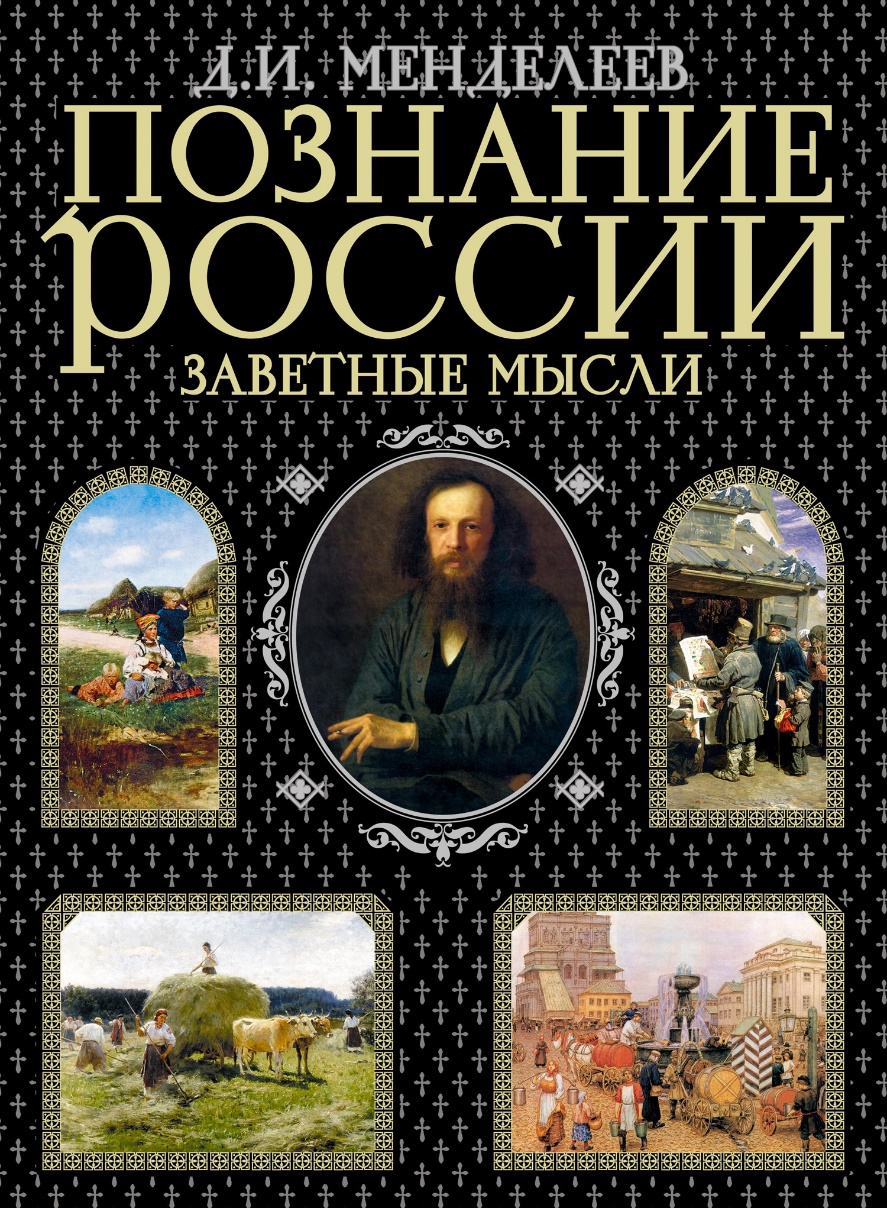 Д.И. МЕНДЕЛЕЕВ
ПОЗНАНИЕ
РОССИИ
ЗАВЕТНЫЕ МЫСЛИ